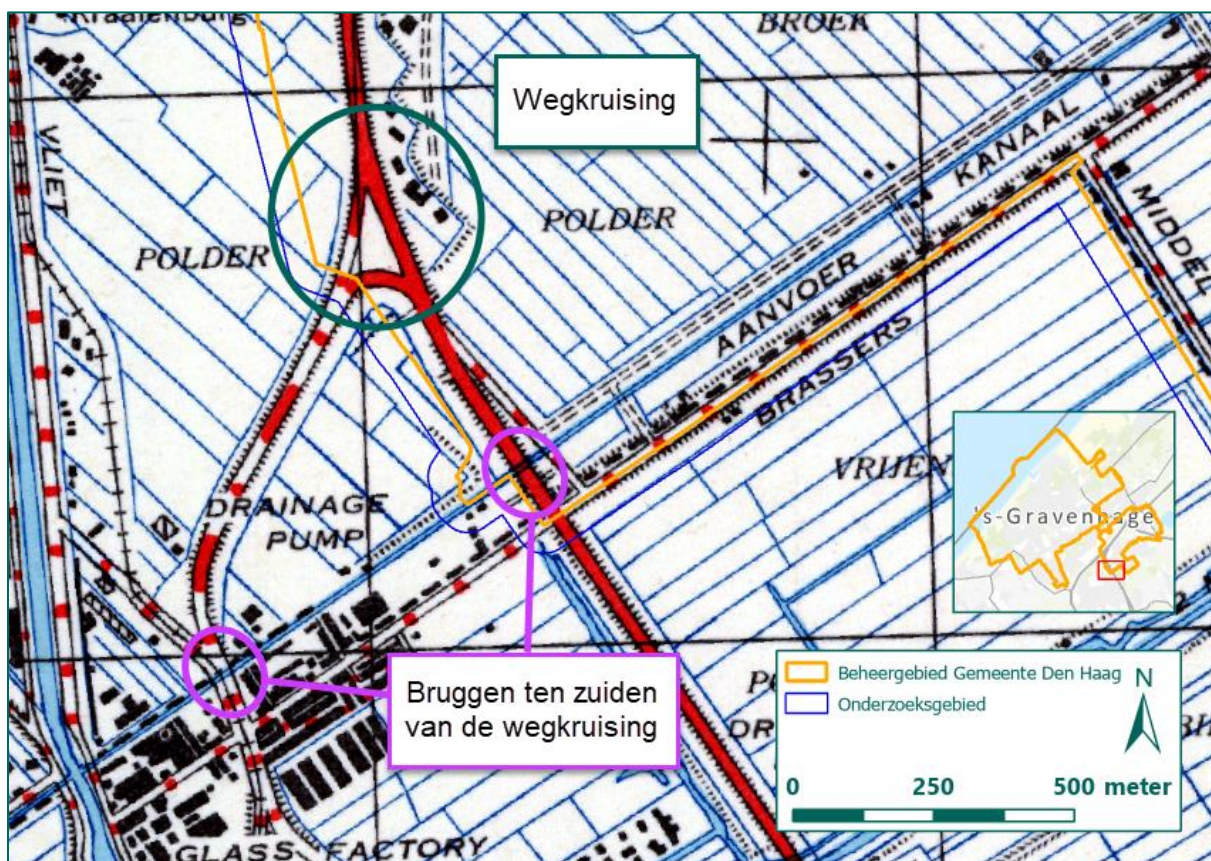 BROEK
Wegkruising
VLIET
KANAAL
POLDER
POLDER
AANVOER
MIDDEL
BRASSERS
VRIJEN
DRAINAGE
PUMP
's-Gravenhage
Bruggen ten zuiden
van de wegkruising
Beheergebied Gemeente Den Haag
Onderzoeksgebied
N
0 250 500 meter
GLASS FACTORY